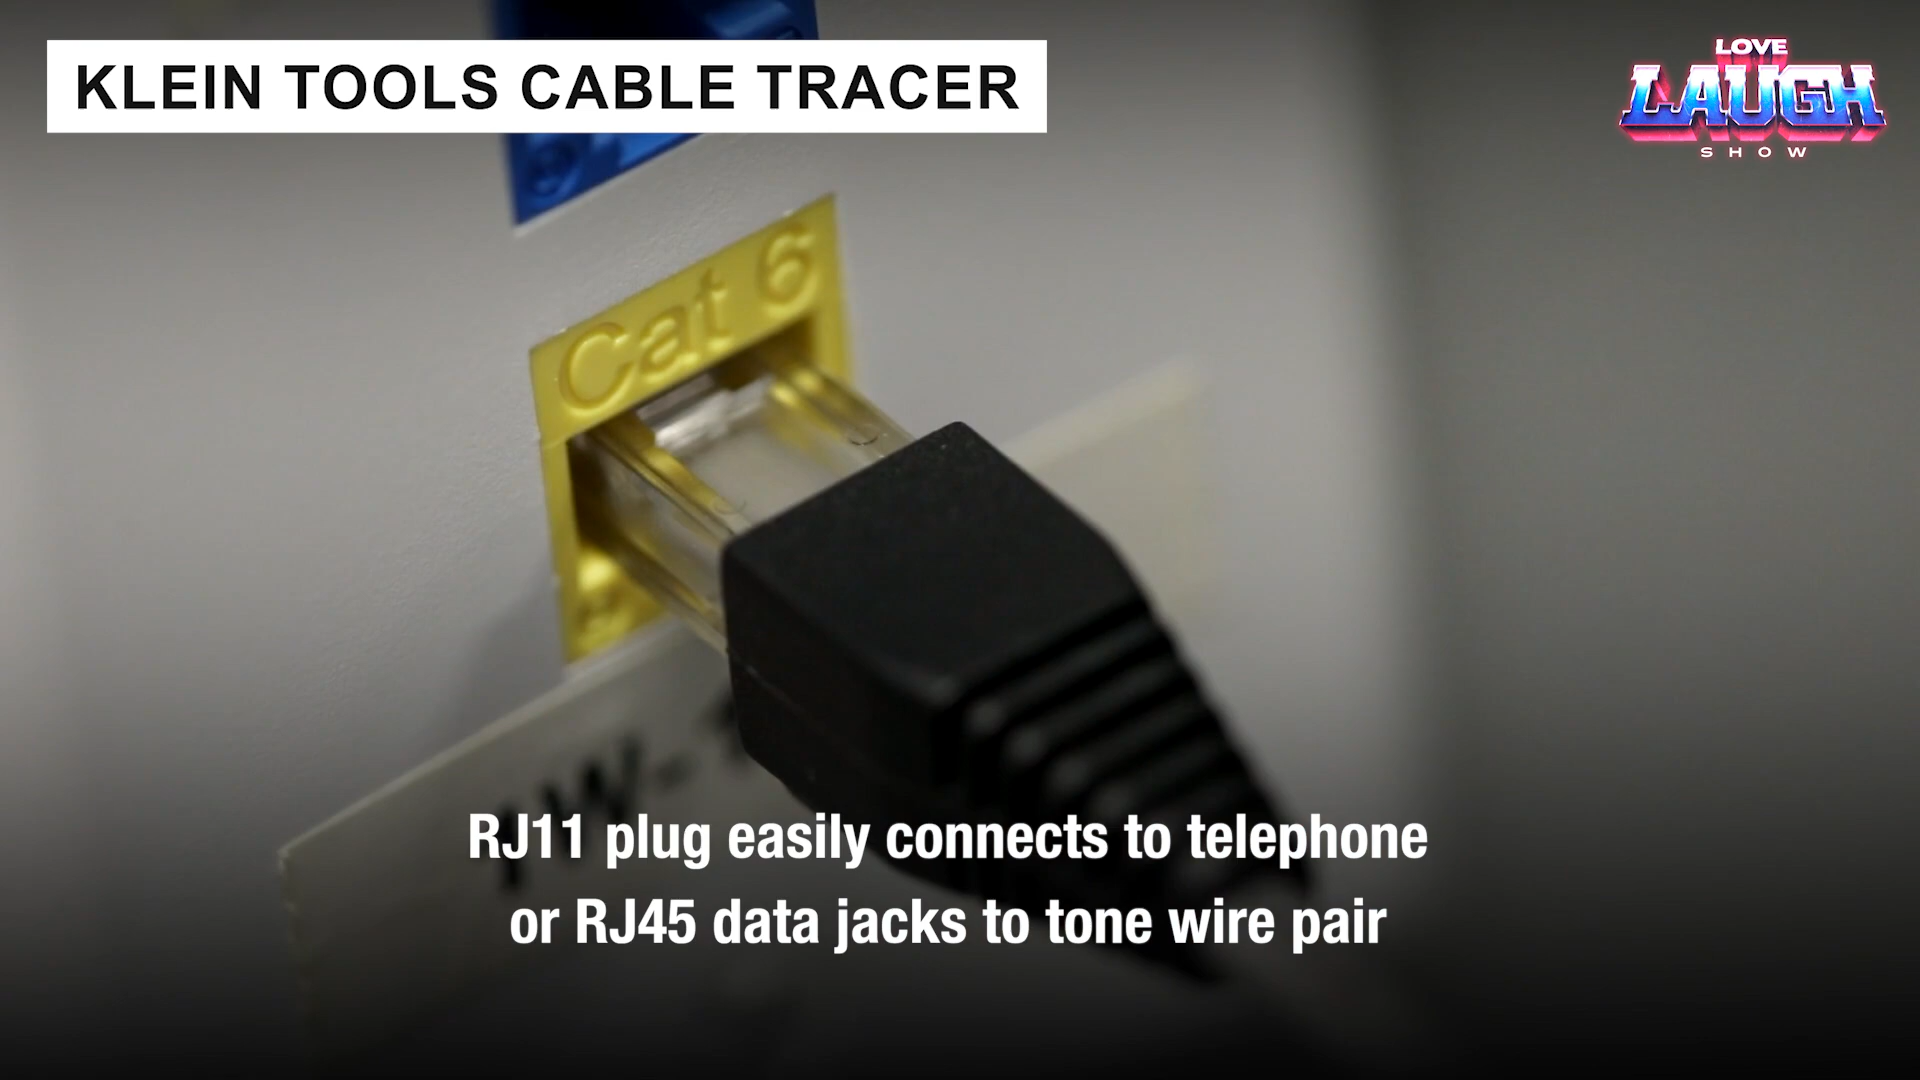 KLEIN TOOLS CABLE TRACER
LOVE
LAUGH
SHOW
Cat 6
RJ11 plug easily connects to telephone
or RJ45 data jacks to tone wire pair